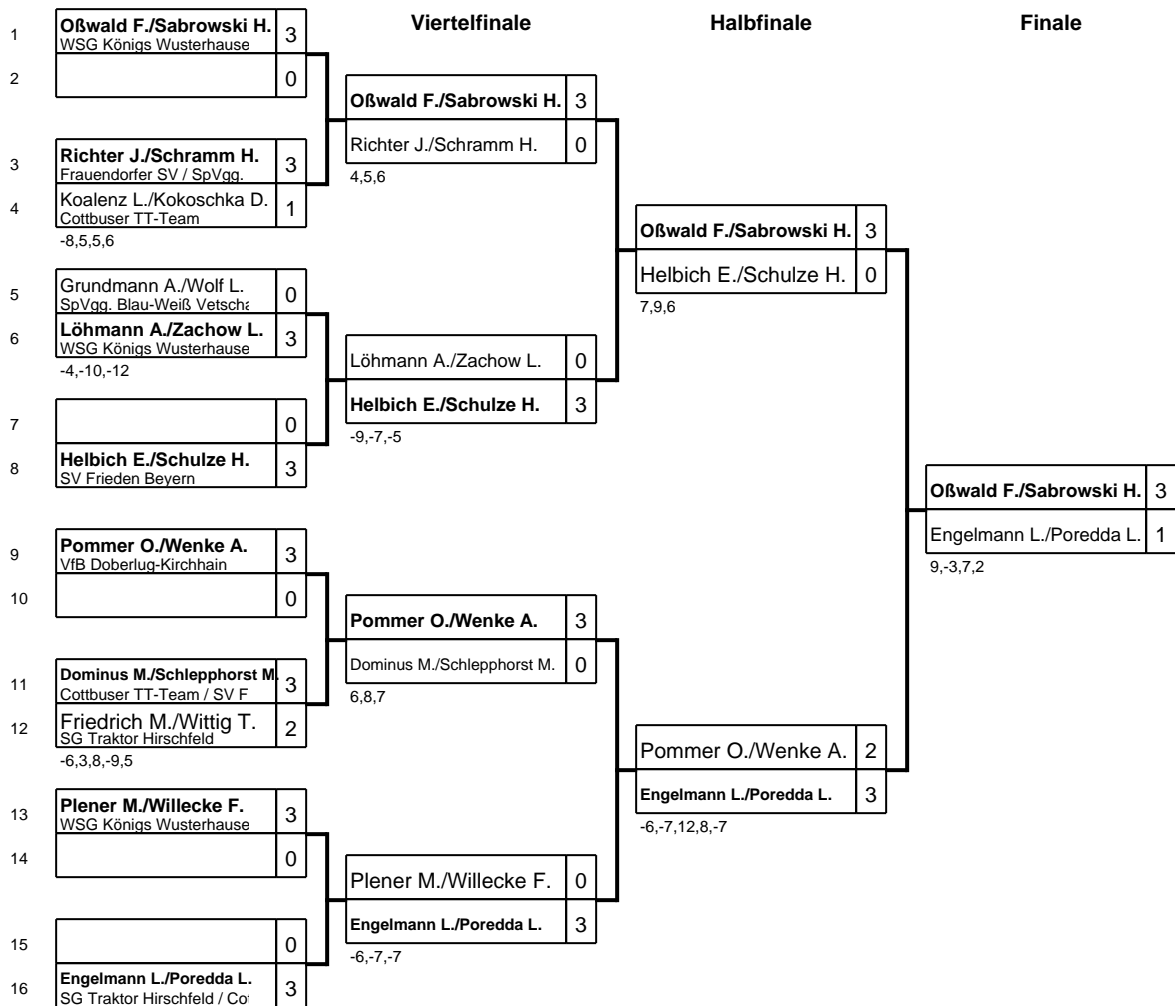 Viertelfinale Halbfinale Finale
1 Oßwald F./Sabrowski H. 3
WSG Königs Wusterhause
2 0
Oßwald F./Sabrowski H. 3
Richter J./Schramm H. 0
4,5,6
3 Richter J./Schramm H. 3
Frauendorfer SV / SpVgg.
4 Koalenz L./Kokoschka D. 1
Cottbuser TT-Team
-8,5,5,6
Oßwald F./Sabrowski H. 3
Helbich E./Schulze H. 0
7,9,6
5 Grundmann A./Wolf L. 0
SpVgg. Blau-Weiß Vetscha
6 Löhmann A./Zachow L. 3
WSG Königs Wusterhause
-4,-10,-12
Löhmann A./Zachow L. 0
Helbich E./Schulze H. 3
-9,-7,-5
7 0
8 Helbich E./Schulze H. 3
SV Frieden Beyern
Oßwald F./Sabrowski H. 3
Engelmann L./Poredda L. 1
9,-3,7,2
9 Pommer O./Wenke A. 3
VfB Doberlug-Kirchhain
10 0
Pommer O./Wenke A. 3
Dominus M./Schlepphorst M. 0
6,8,7
11 Dominus M./Schlepphorst M. 3
Cottbuser TT-Team / SV F
12 Friedrich M./Wittig T. 2
SG Traktor Hirschfeld
-6,3,8,-9,5
Pommer O./Wenke A. 2
Engelmann L./Poredda L. 3
-6,-7,12,8,-7
13 Plener M./Willecke F. 3
WSG Königs Wusterhause
14 0
Plener M./Willecke F. 0
Engelmann L./Poredda L. 3
-6,-7,-7
15 0
16 Engelmann L./Poredda L. 3
SG Traktor Hirschfeld / Cot